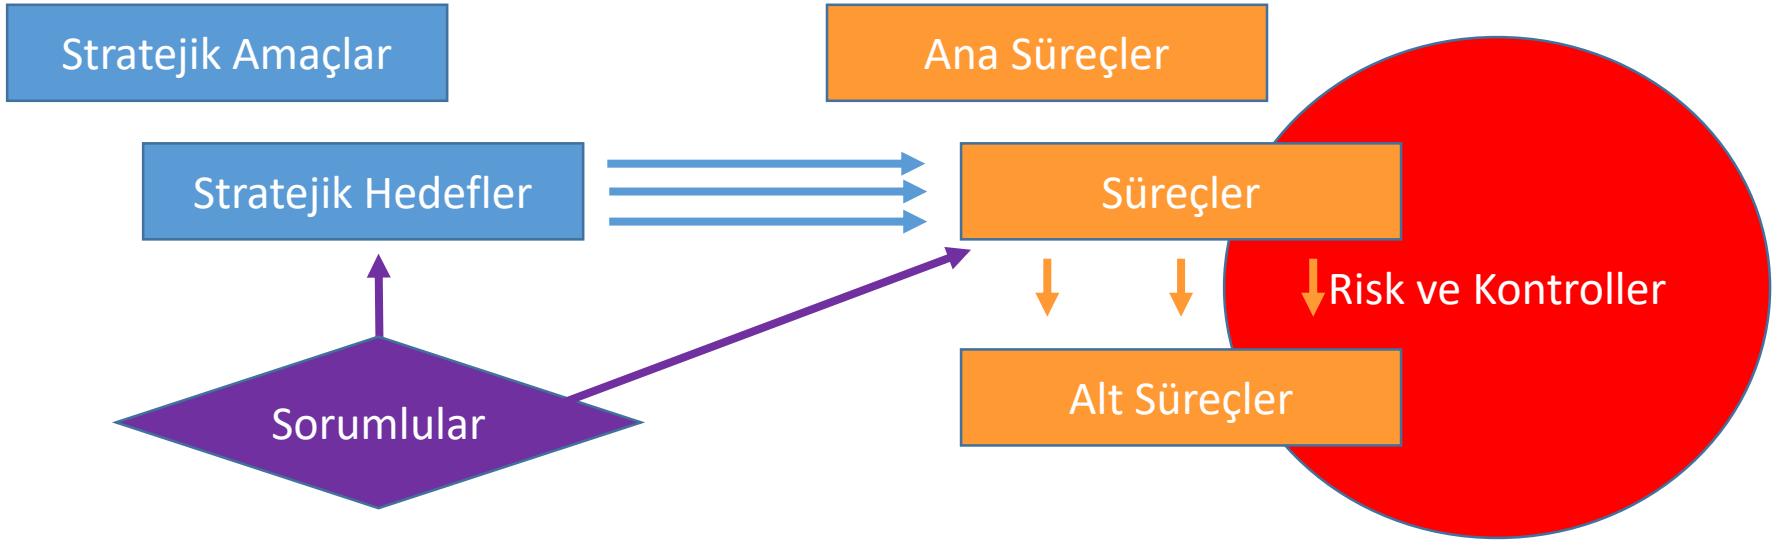 Stratejik Amaçlar
Ana Süreçler
Stratejik Hedefler
Süreçler
Risk ve Kontroller
Alt Süreçler
Sorumlular